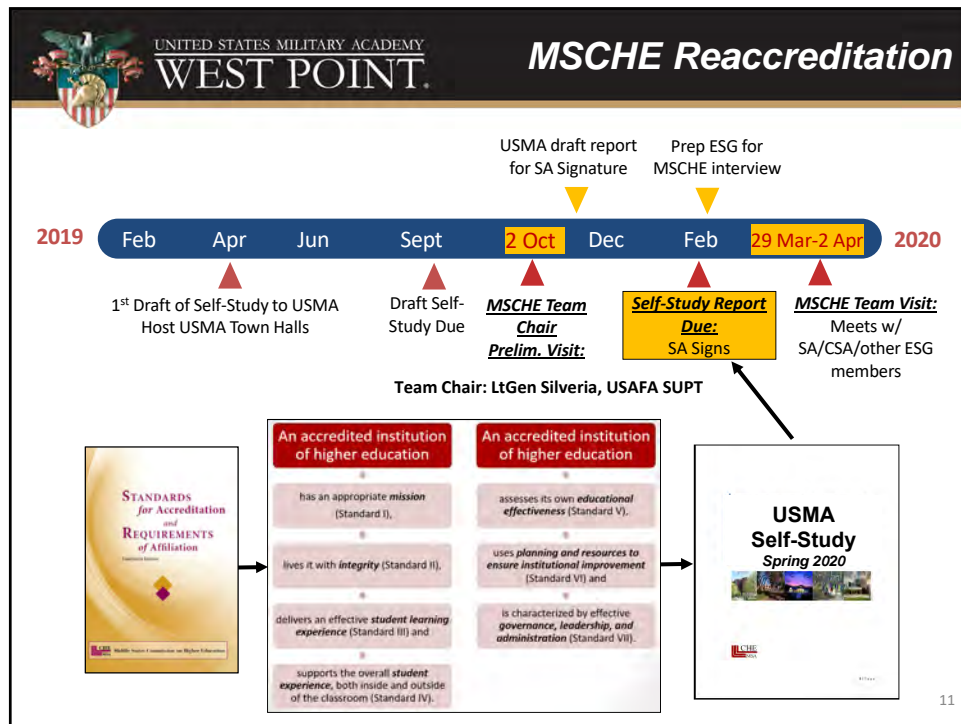 UNITED STATES MILITARY ACADEMY
WEST POINT.
MSCHE Reaccreditation
USMA draft report
for SA Signature
Prep ESG for
MSCHE interview
2019
Feb
Apr
Jun
Sept
2 Oct
Dec
Feb
29 Mar-2 Apr
2020
1st Draft of Self-Study to USMA
Host USMA Town Halls
Draft Self-
Study Due
MSCHE Team
Chair
Prelim. Visit:
Self-Study Report
Due:
SA Signs
MSCHE Team Visit:
Meets w/
SA/CSA/other ESG
members
Team Chair: LtGen Silveria, USAFA SUPT
STANDARDS
for Accreditation
and
REQUIREMENTS
of Affiliation
Middle States Commission on Higher Education
An accredited institution
of higher education
has an appropriate mission
(Standard I),
lives it with integrity (Standard II),
delivers an effective student learning
experience (Standard III) and
supports the overall student
experience, both inside and outside
of the classroom (Standard IV).
An accredited institution
of higher education
assesses its own educational
effectiveness (Standard V),
uses planning and resources to
ensure institutional improvement
(Standard VI) and
is characterized by effective
governance, leadership, and
administration (Standard VII).
USMA
Self-Study
Spring 2020
CHE
MSA
11